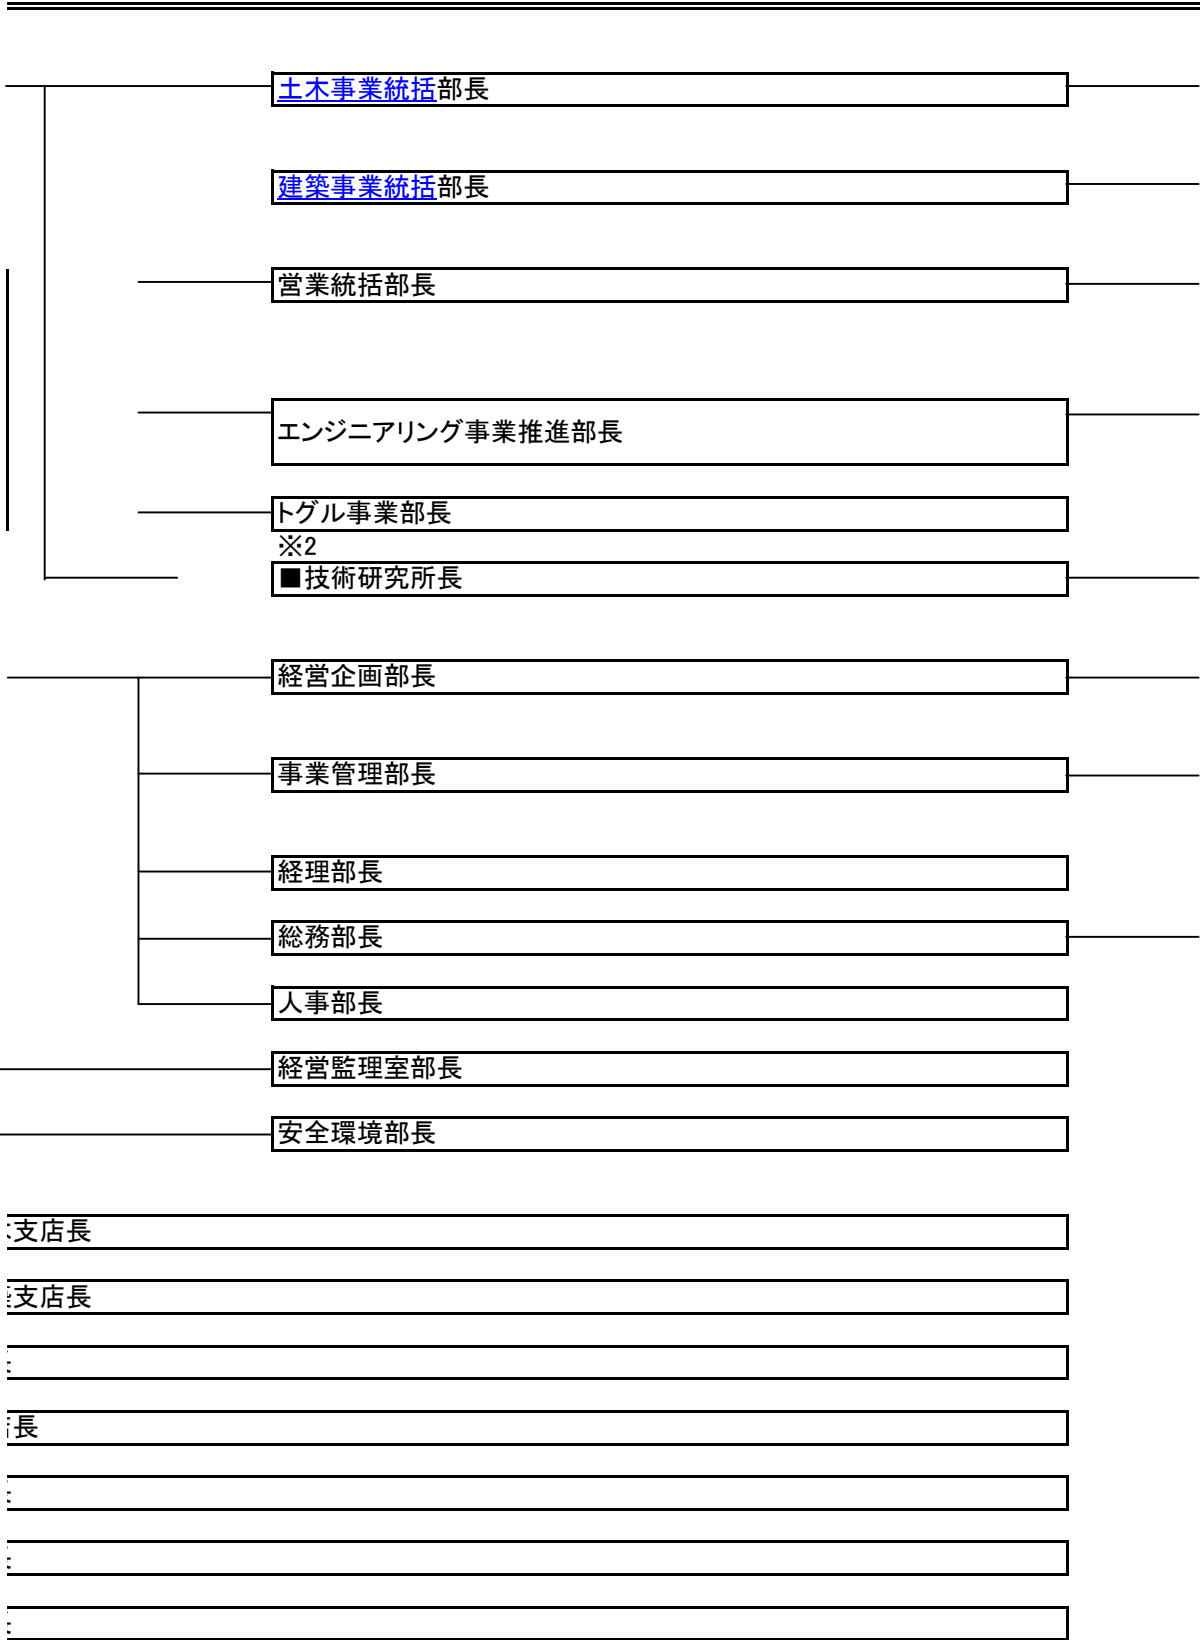 土木事業統括部長
建築事業統括部長
営業統括部長
エンジニアリング事業推進部長
トグル事業部長
※2
■技術研究所長
経営企画部長
事業管理部長
経理部長
総務部長
人事部長
経営監理室部長
安全環境部長
支店長
支店長
長